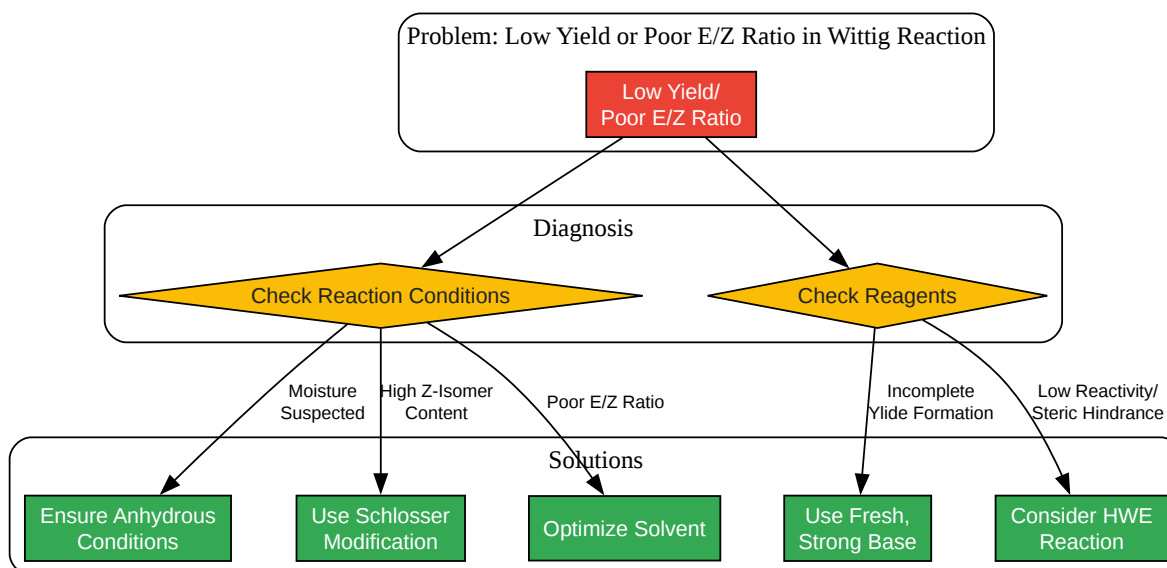 Problem: Low Yield or Poor E/Z Ratio in Wittig Reaction
Low Yield/
Poor E/Z Ratio
Diagnosis
Check Reaction Conditions
Check Reagents
Moisture
Suspected
High Z-Isomer
Content
Poor E/Z Ratio
Incomplete
Ylide Formation
Low Reactivity/
Steric Hindrance
Solutions
Ensure Anhydrous
Conditions
Use Schlosser
Modification
Optimize Solvent
Use Fresh,
Strong Base
Consider HWE
Reaction